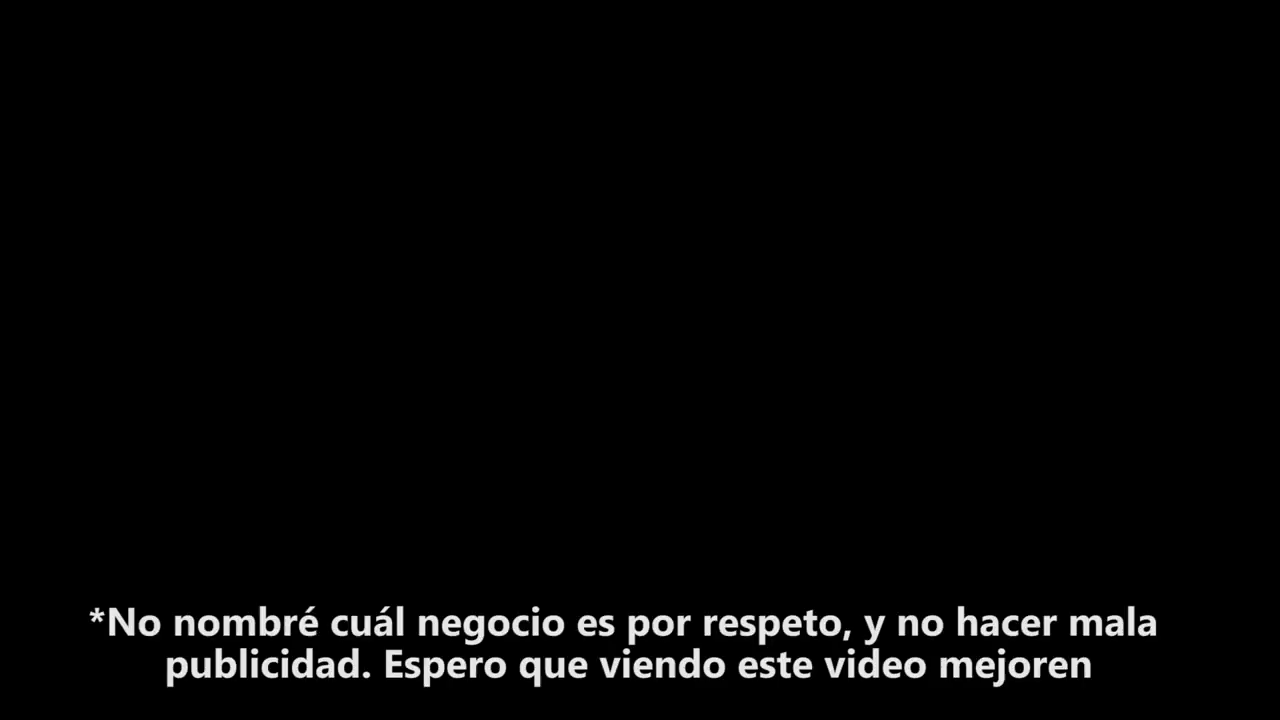 *No nombré cuál negocio es por respeto, y no hacer mala
publicidad. Espero que viendo este video mejoren